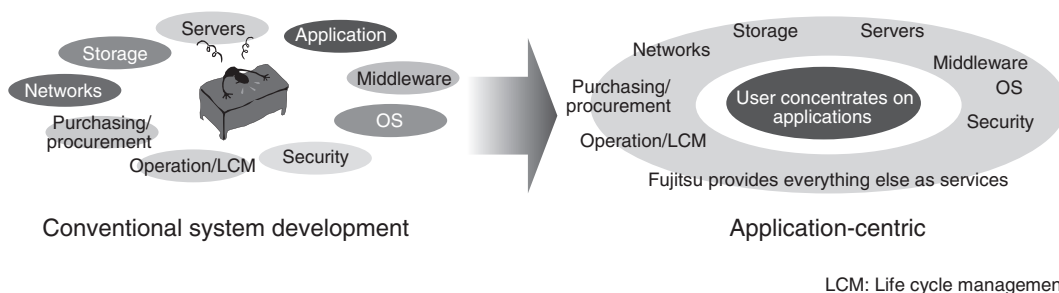 Servers
Application
Storage
Middleware
Networks
OS
Purchasing/
procurement
Security
Operation/LCM
Conventional system development
Storage
Servers
Networks
Middleware
OS
Purchasing/
procurement
User concentrates on
applications
Security
Operation/LCM
Fujitsu provides everything else as services
Application-centric
LCM: Life cycle managemen